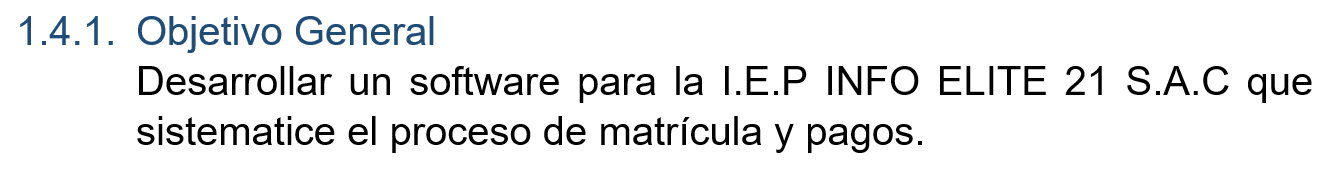 1.4.1. Objetivo General
Desarrollar un software para la I.E.P INFO ELITE 21 S.A.C que
sistematice el proceso de matrícula y pagos.